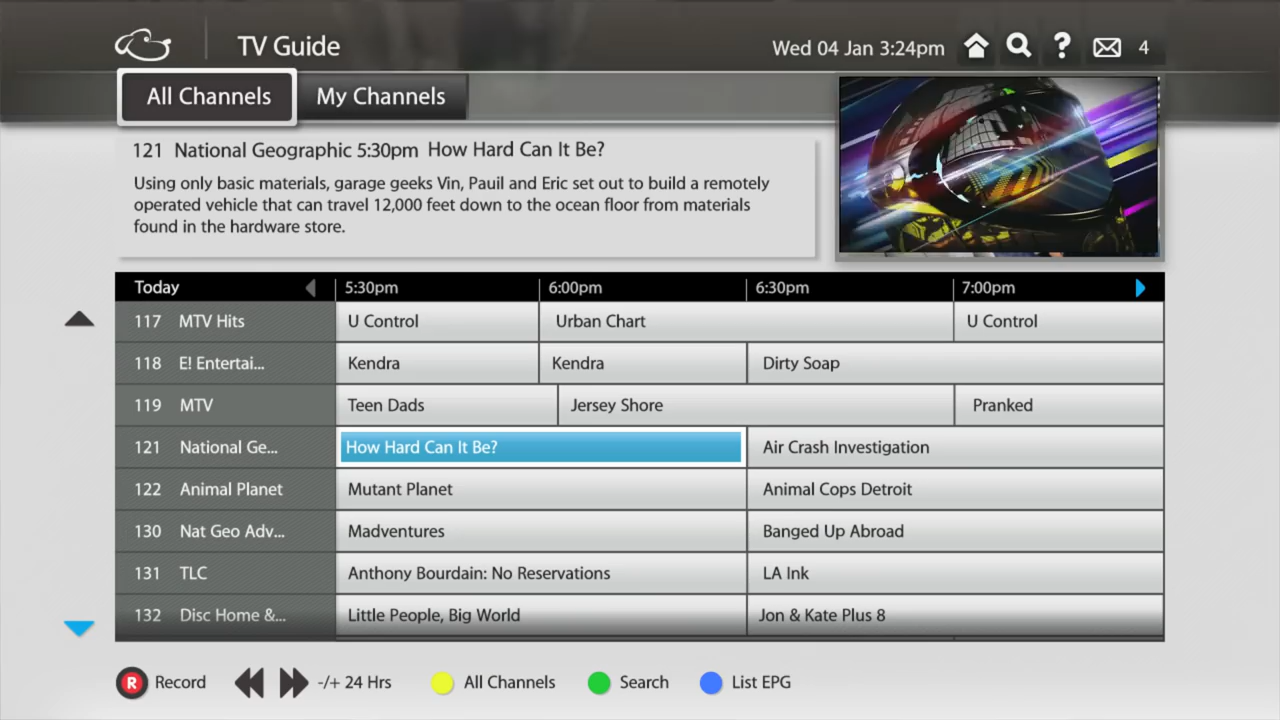 TV Guide
Wed 04 Jan 3:24pm
? 4
All Channels My Channels
121 National Geographic 5:30pm How Hard Can It Be?
Using only basic materials, garage geeks Vin, Pauil and Eric set out to build a remotely
operated vehicle that can travel 12,000 feet down to the ocean floor from materials
found in the hardware store.
Today 5:30pm 6:00pm 6:30pm 7:00pm
117 MTV Hits U Control Urban Chart U Control
118 E! Entertai... Kendra Kendra Dirty Soap
119 MTV Teen Dads Jersey Shore Pranked
121 National Ge... How Hard Can It Be? Air Crash Investigation
122 Animal Planet Mutant Planet Animal Cops Detroit
130 Nat Geo Adv... Madventures Banged Up Abroad
131 TLC Anthony Bourdain: No Reservations LA Ink
132 Disc Home &... Little People, Big World Jon & Kate Plus 8
R Record -/+ 24 Hrs All Channels Search List EPG